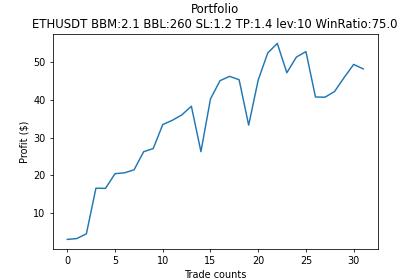 Portfolio
ETHUSDT BBM:2.1 BBL:260 SL:1.2 TP:1.4 lev:10 WinRatio:75.0
Profit ($)
50
40
30
20
10
0 5 10 15 20 25 30
Trade counts